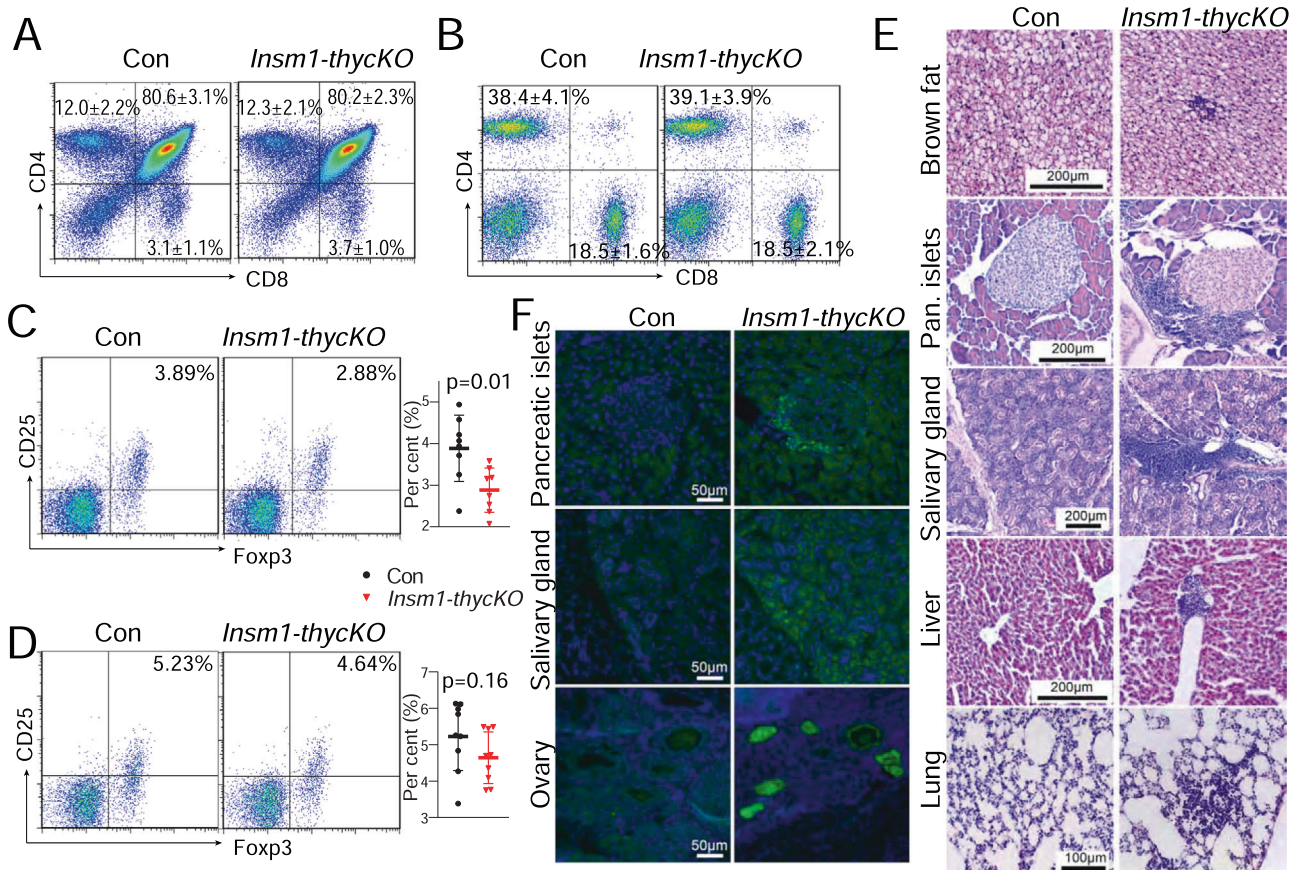 A
Con
Insm1-thycKO
12.0±2.2%
80.6±3.1%
12.3±2.1%
80.2±2.3%
CD4
3.1±1.1%
3.7±1.0%
CD8
B
Con
Insm1-thycKO
38.4±4.1%
39.1±3.9%
CD4
18.5±1.6%
18.5±2.1%
CD8
C
Con
Insm1-thycKO
3.89%
2.88%
CD25
Foxp3
p=0.01
Per cent (%)
5
4
3
2
Con
Insm1-thycKO
D
Con
Insm1-thycKO
5.23%
4.64%
CD25
Foxp3
p=0.16
Per cent (%)
7
6
5
4
3
F
Con
Insm1-thycKO
Pancreatic islets
50µm
Salivary gland
50µm
Ovary
50µm
E
Con
Insm1-thycKO
Brown fat
200µm
Pan. islets
200µm
Salivary gland
200µm
Liver
200µm
Lung
100µm